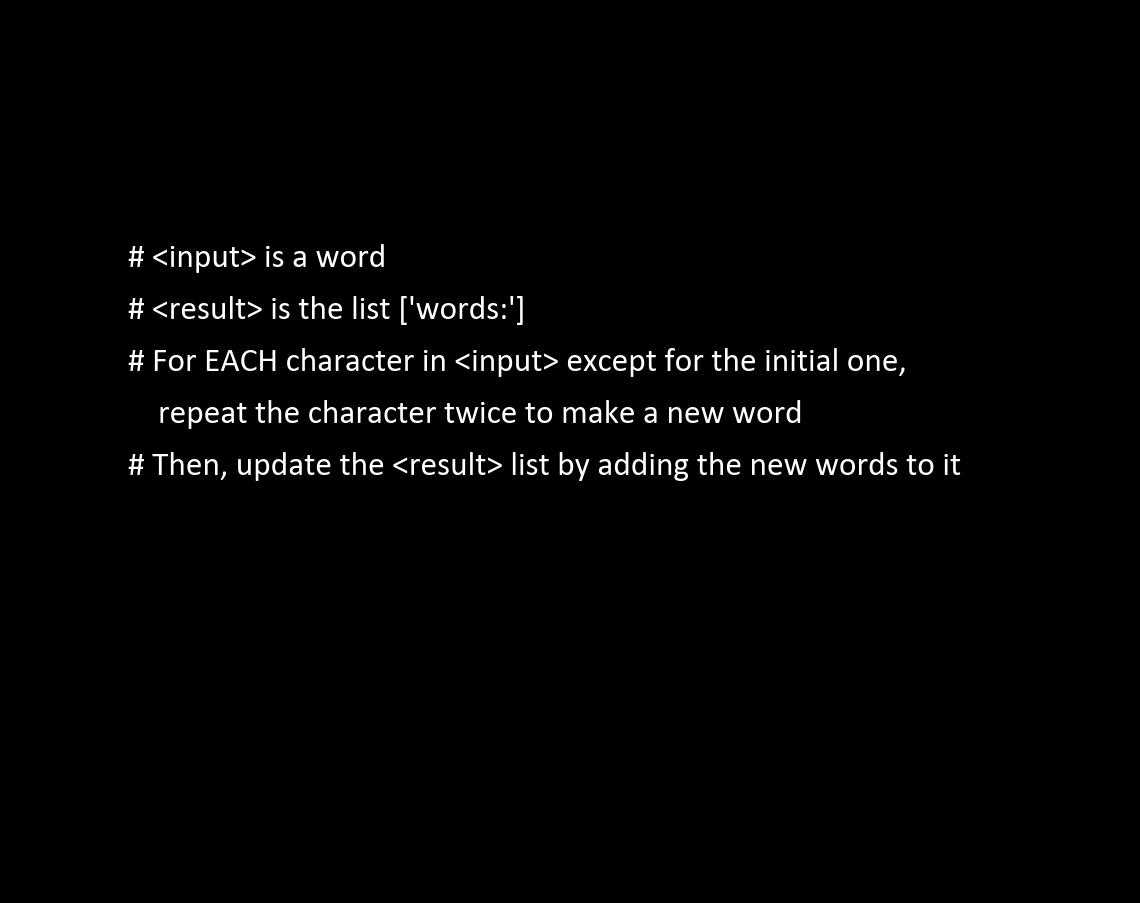 # <input> is a word
# <result> is the list ['words:']
# For EACH character in <input> except for the initial one,
repeat the character twice to make a new word
# Then, update the <result> list by adding the new words to it